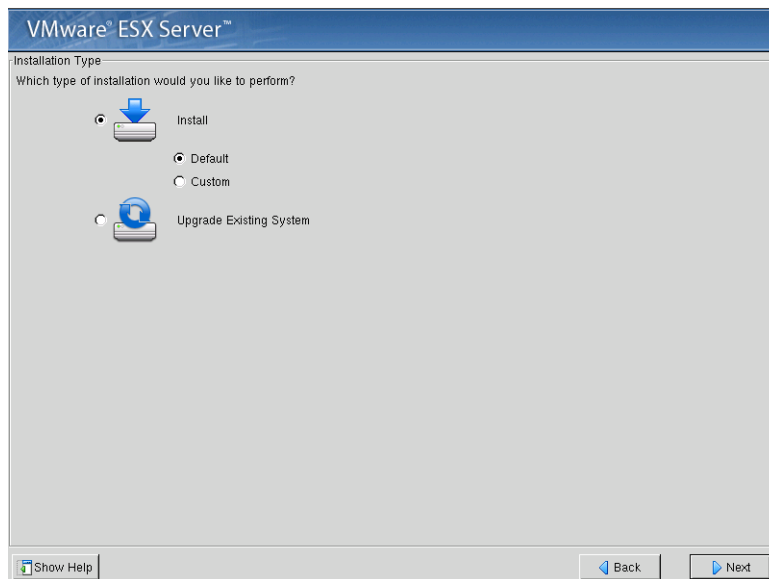 VMware® ESX Server™
Installation Type
Which type of installation would you like to perform?
Install
Default
Custom
Upgrade Existing System
Show Help
Back
Next